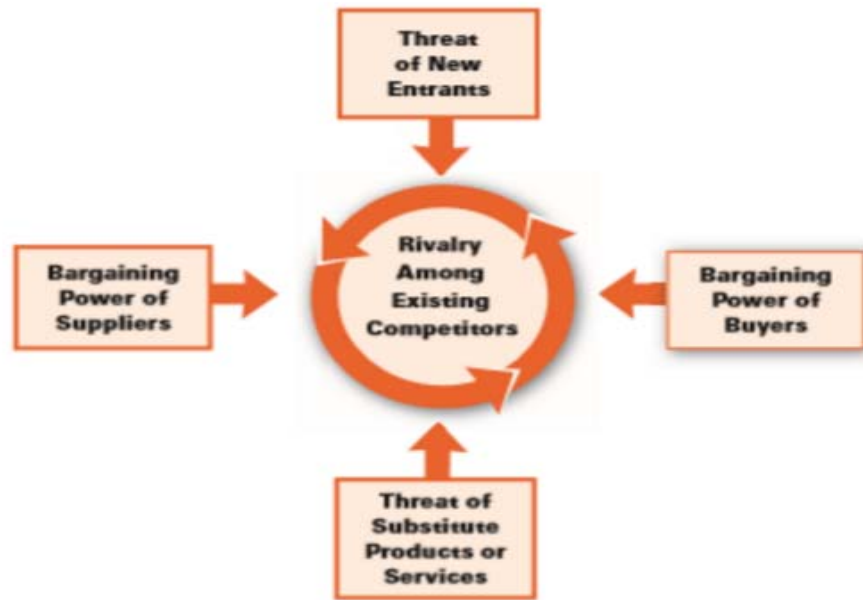 Threat
of New
Entrants
Rivalry
Among
Existing
Competitors
Bargaining
Power of
Suppliers
Bargaining
Power of
Buyers
Threat of
Substitute
Products or
Services